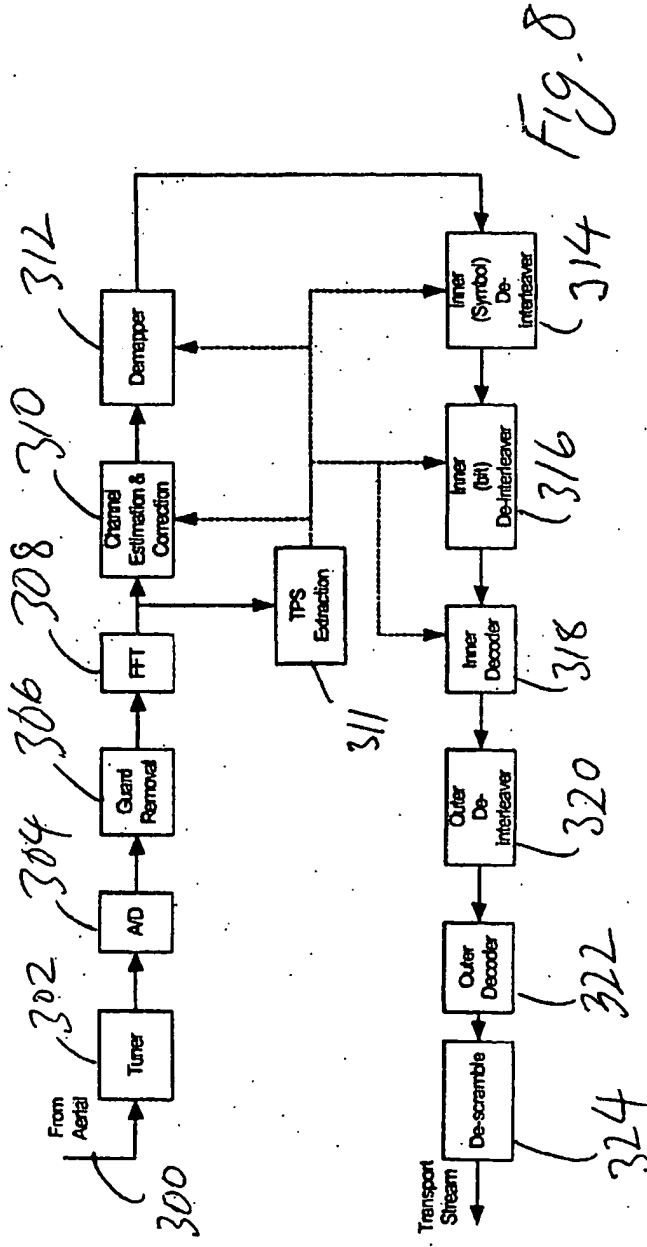 From
Aerial
300
Tuner
302
A/D
304
Guard
Removal
306
FFT
308
Channel
Estimation &
Correction
310
Demapper
312
TPS
Extraction
311
Inner
(Symbol)
De-
interleaver
314
Inner
(bit)
De-interleaver
316
Inner
Decoder
318
Outer
De-
interleaver
320
Outer
Decoder
322
De-scramble
324
Transport
Stream
Fig. 8